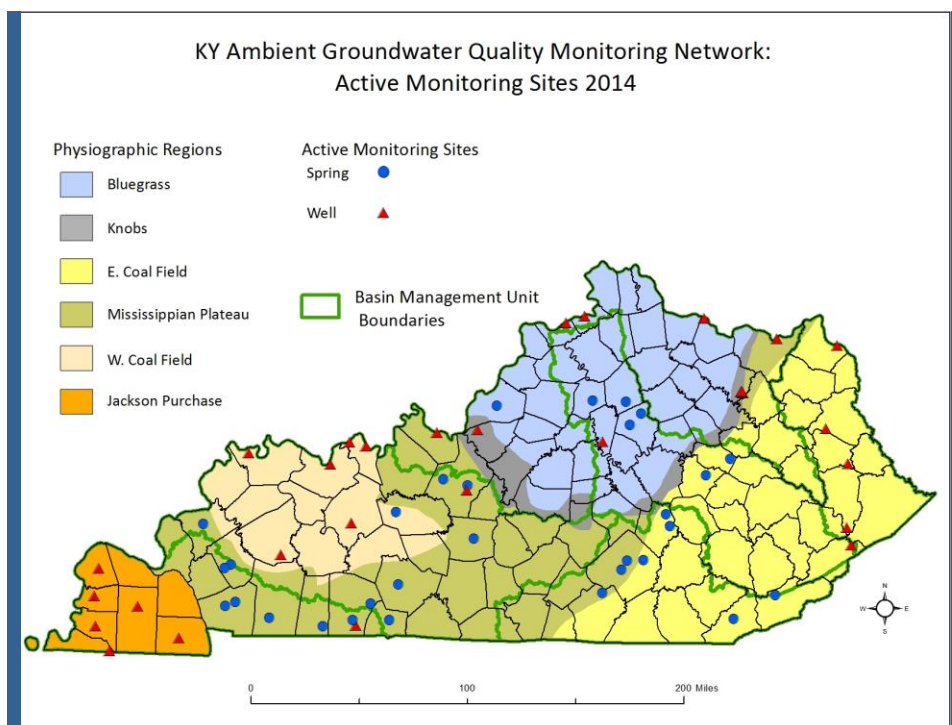 KY Ambient Groundwater Quality Monitoring Network:
Active Monitoring Sites 2014
Physiographic Regions
Bluegrass
Knobs
E. Coal Field
Mississippian Plateau
W. Coal Field
Jackson Purchase
Active Monitoring Sites
Spring
Well
Basin Management Unit
Boundaries
N
W
E
S
0
100
200 Miles